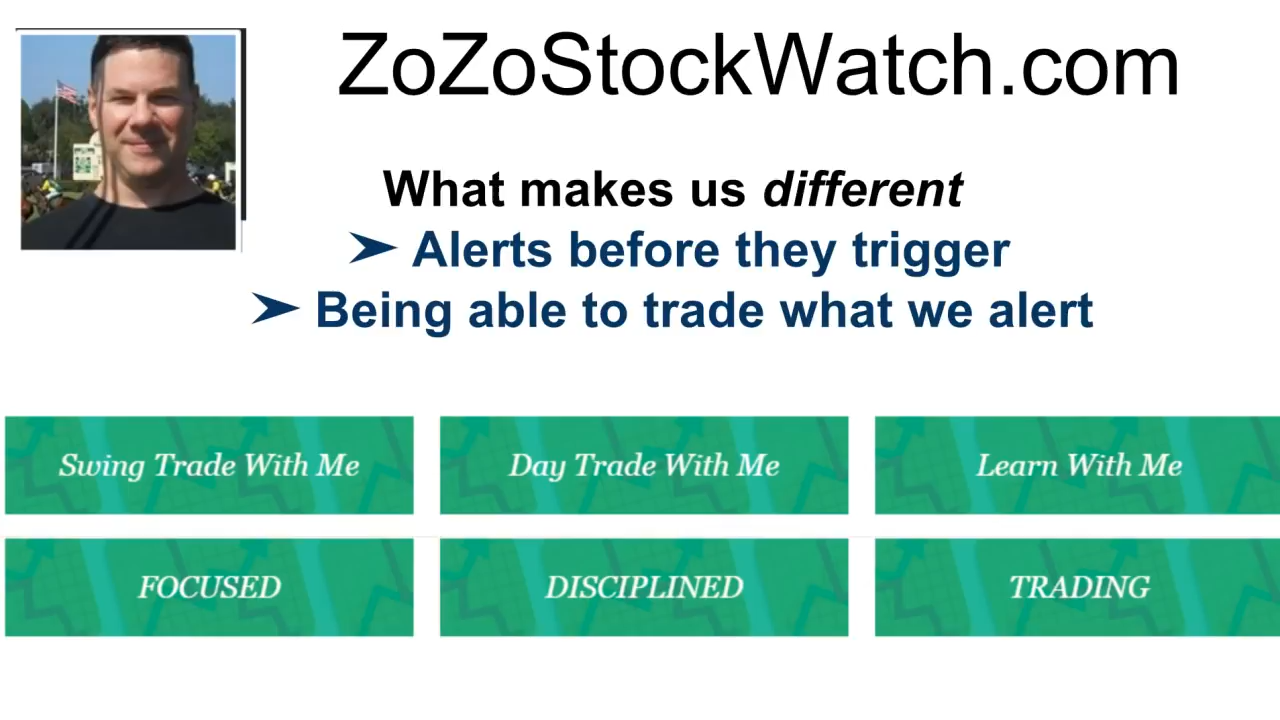 ZoZoStockWatch.com
What makes us different
➤ Alerts before they trigger
➤ Being able to trade what we alert
Swing Trade With Me
Day Trade With Me
Learn With Me
FOCUSED
DISCIPLINED
TRADING